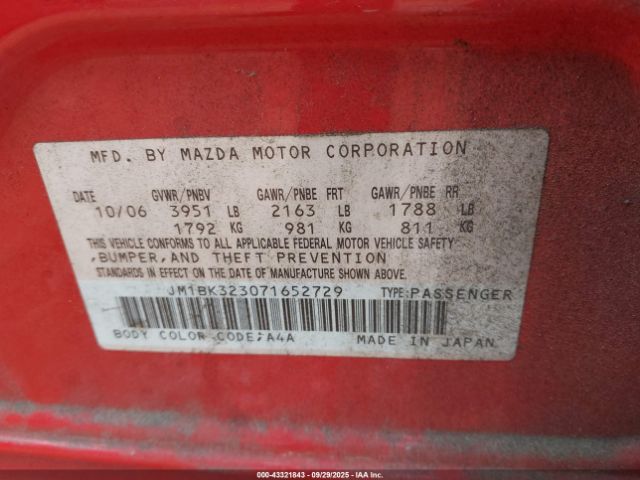 MFD. BY MAZDA MOTOR CORPORATION
DATE GVWR/PNBV GAWR/PNBE FRT GAWR/PNBE RR
10/06 3951 LB 2163 LB 1788 LB
1792 KG 981 KG 811 KG
THIS VEHICLE CONFORMS TO ALL APPLICABLE FEDERAL MOTOR VEHICLE SAFETY
,BUMPER,AND THEFT PREVENTION
STANDARDS IN EFFECT ON THE DATE OF MANUFACTURE SHOWN ABOVE.
JM1BK323071652729 TYPE:PASSENGER
BODY COLOR CODE:A4A MADE IN JAPAN
000-43321843 09/29/2025 IAA Inc.